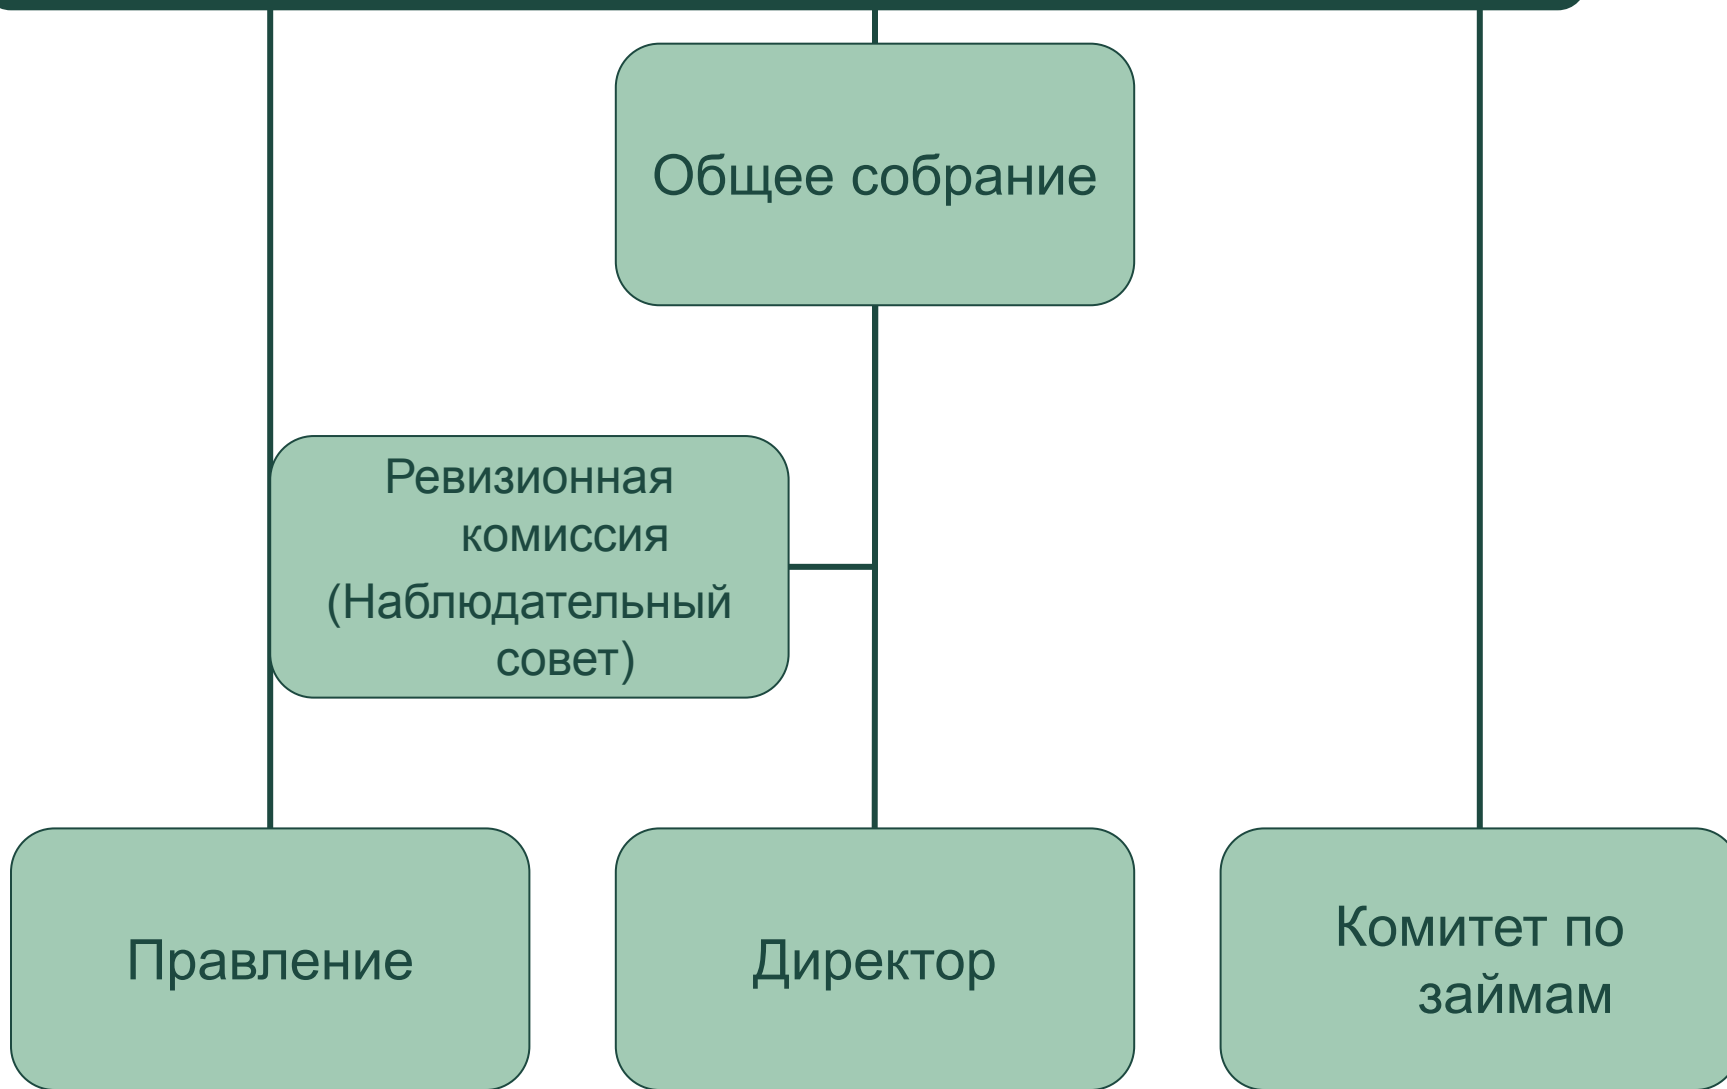 Общее собрание
Ревизионная
комиссия
(Наблюдательный
совет)
Правление
Директор
Комитет по
займам